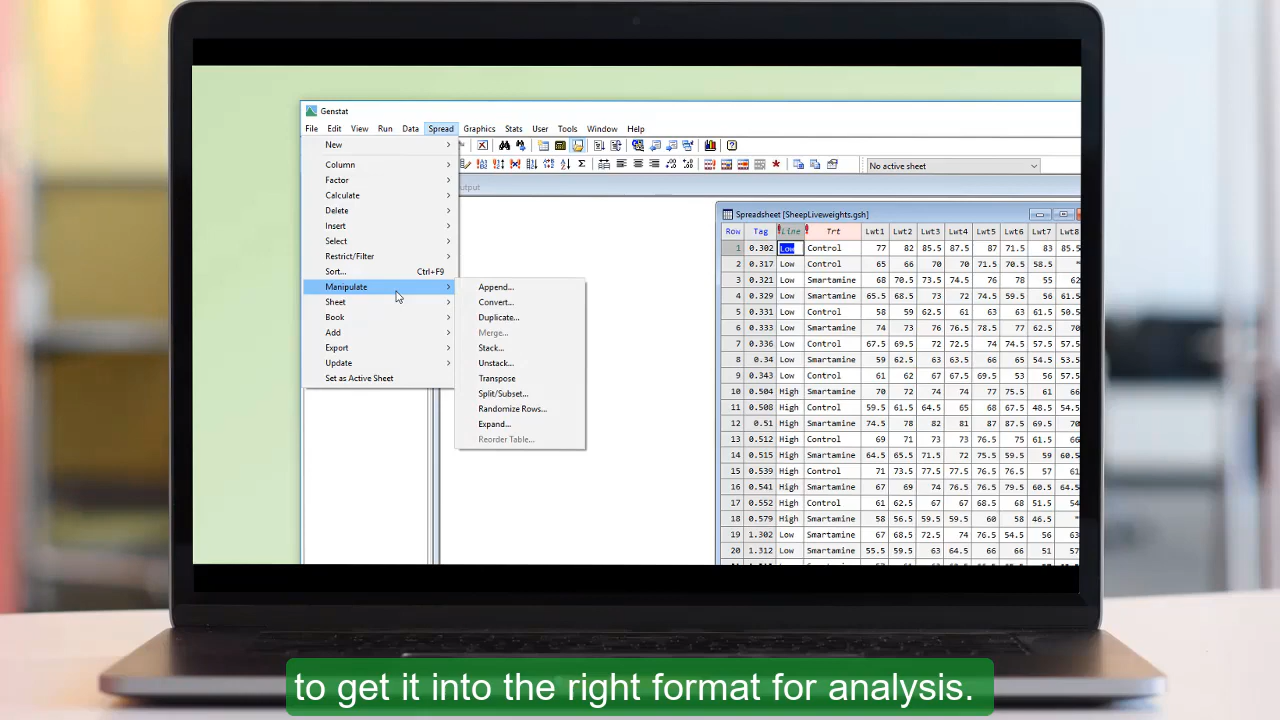 Genstat
File Edit View Run Data Spread Graphics Stats User Tools Window Help
New
Column
Factor
Calculate
Delete
Insert
Select
Restrict/Filter
Sort... Ctrl+F9
Manipulate
Sheet
Book
Add
Export
Update
Set as Active Sheet
Append...
Convert...
Duplicate...
Merge...
Stack...
Unstack...
Transpose
Split/Subset...
Randomize Rows...
Expand...
Reorder Table...
No active sheet
Spreadsheet [SheepLiveweights.gsh]
Row Tag Line Trt Lwt1 Lwt2 Lwt3 Lwt4 Lwt5 Lwt6 Lwt7 Lwt8
1 0.302 Low Control 77 82 85.5 87.5 87 71.5 83 85.5
2 0.317 Low Control 65 66 70 70 71.5 70.5 58.5 *
3 0.321 Low Smartamine 68 70.5 73.5 75.5 76 78 55
4 0.329 Low Smartamine 65.5 68.5 73 72 74.5 59.5 56 61.5
5 0.331 Low Control 58 59 62.5 61 63 63 61.5 50.5
6 0.333 Low Smartamine 74 73 76 76.5 78.5 77 62.5
7 0.336 Low Control 67.5 69.5 72.5 72.5 74 74 57.5
8 0.34 Low Smartamine 59 62.5 63 63.5 66 65 54
9 0.343 Low Control 61 62 67 67.5 69.5 53 56
10 0.504 High Smartamine 70 72 74 74 77 75.5 61
11 0.508 High Control 59.5 61.5 64.5 65 68 67 48.5 54.5
12 0.51 High Smartamine 74.5 78 82 81 87 87.5 69.5
13 0.512 High Control 69 71 73 73 76.5 75 61.5
14 0.515 High Smartamine 64.5 65.5 71.5 72 75.5 59.5 59 60.5
15 0.539 High Control 71 73.5 77.5 75.5 76.5 76.5 57 61
16 0.541 High Smartamine 67 69 74 76.5 76.5 79.5 60.5
17 0.552 High Control 61 62.5 67 67 68.5 68 51.5 54
18 0.579 High Smartamine 58 56.5 59.5 59.5 60 58 46.5 *
19 1.302 Low Control 67 68.5 72.5 74 76.5 54.5 56 63
20 1.312 Low Smartamine 55.5 59.5 63 64.5 66 66 51 57
to get it into the right format for analysis.